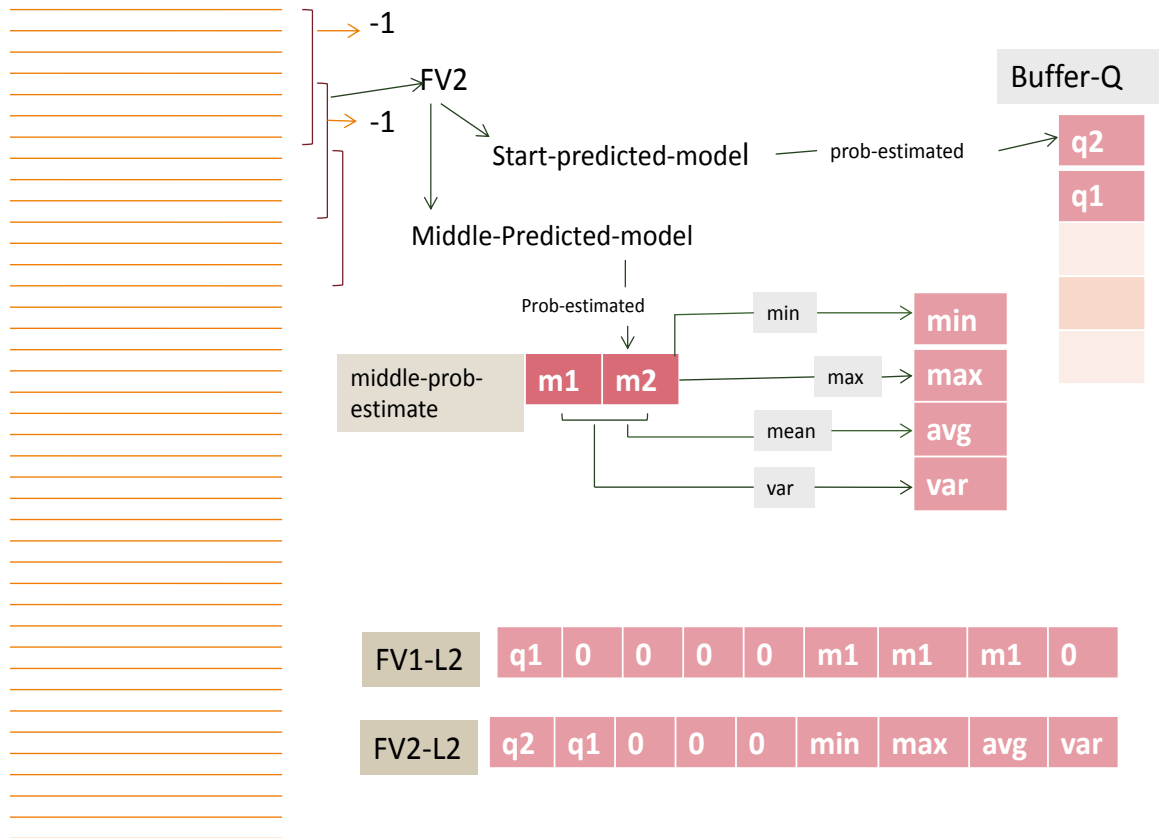 -1
FV2
-1
Buffer-Q
Start-predicted-model
prob-estimated
q2
q1
Middle-Predicted-model
Prob-estimated
middle-prob-
estimate
m1 m2
min
min
max
max
mean
avg
var
var
FV1-L2
q1 0 0 0 0 m1 m1 m1 0
FV2-L2
q2 q1 0 0 0 min max avg var